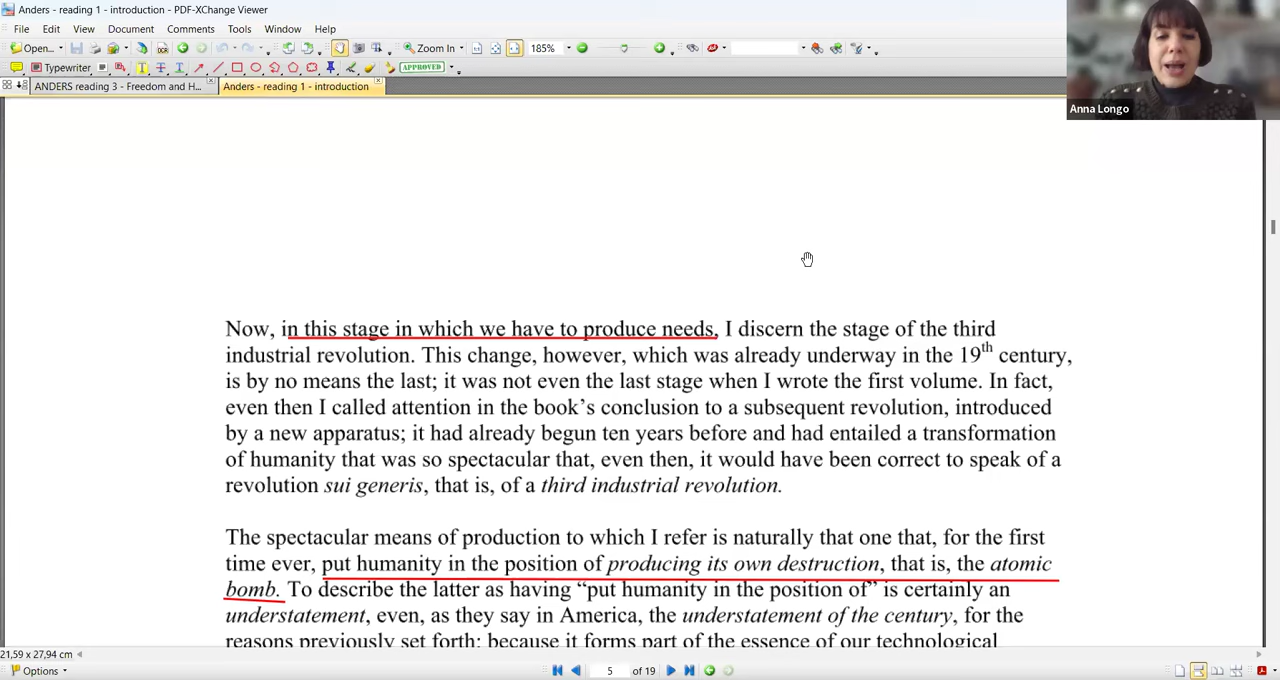 Anders - reading 1 - introduction - PDF-XChange Viewer
File Edit View Document Comments Tools Window Help
Open... Zoom In 185%
Typewriter APPROVED
ANDERS reading 3 - Freedom and H... Anders - reading 1 - introduction
Anna Longo
Now, in this stage in which we have to produce needs, I discern the stage of the third
industrial revolution. This change, however, which was already underway in the 19th century,
is by no means the last; it was not even the last stage when I wrote the first volume. In fact,
even then I called attention in the book’s conclusion to a subsequent revolution, introduced
by a new apparatus; it had already begun ten years before and had entailed a transformation
of humanity that was so spectacular that, even then, it would have been correct to speak of a
revolution sui generis, that is, of a third industrial revolution.
The spectacular means of production to which I refer is naturally that one that, for the first
time ever, put humanity in the position of producing its own destruction, that is, the atomic
bomb. To describe the latter as having “put humanity in the position of” is certainly an
understatement, even, as they say in America, the understatement of the century, for the
reasons previously set forth: because it forms part of the essence of our technological
21,59 x 27,94 cm
Options 5 of 19